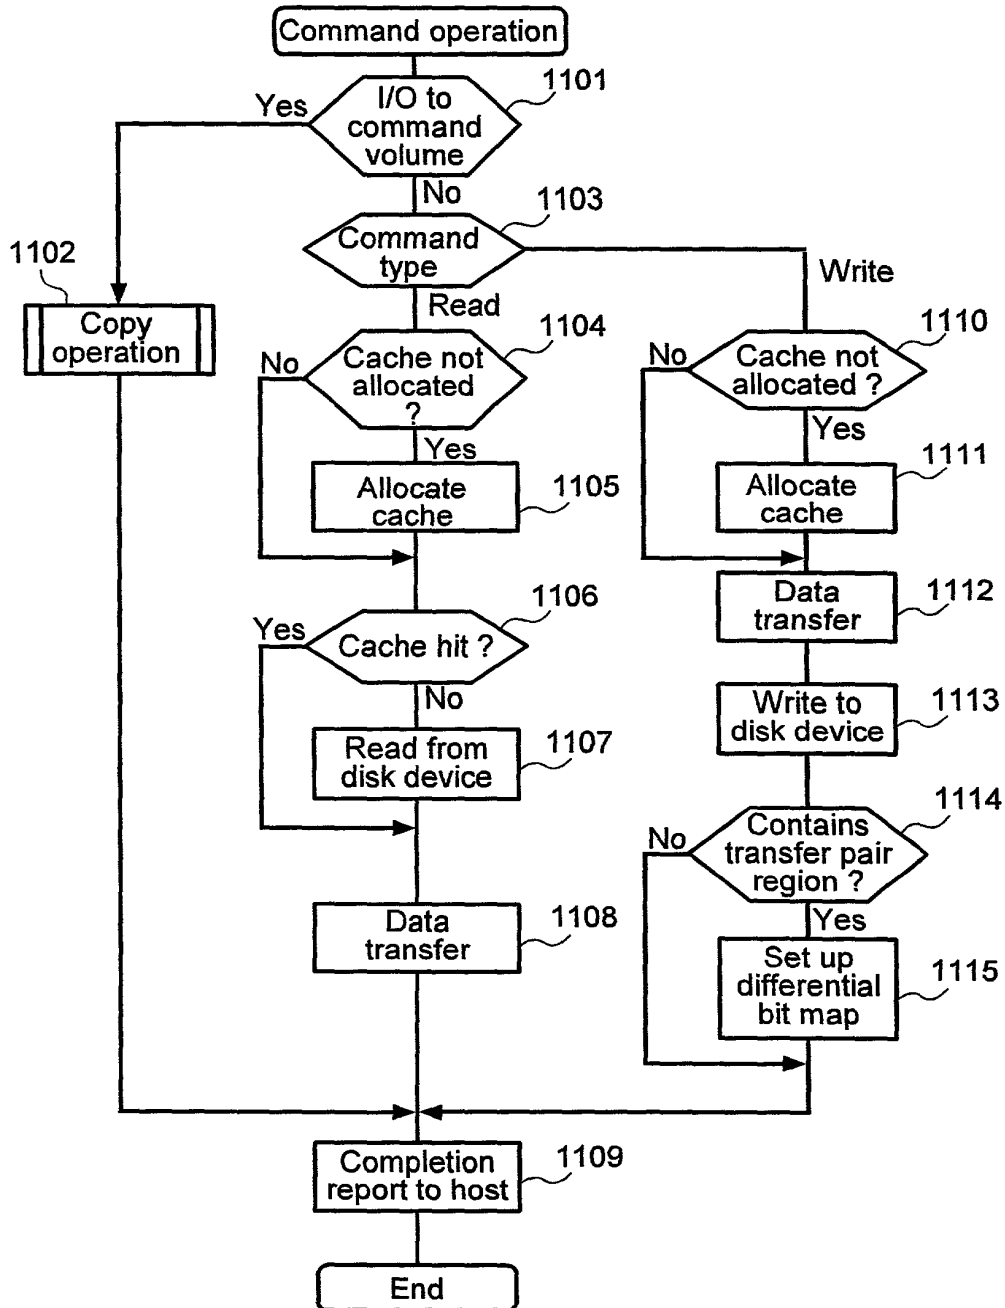 Command operation
1101
I/O to
command
volume
Yes
No
1103
Command
type
Write
1102
Copy
operation
Read
1104
Cache not
allocated
?
No
Yes
1105
Allocate
cache
1110
Cache not
allocated ?
No
Yes
1111
Allocate
cache
1112
Data
transfer
1106
Cache hit ?
Yes
No
1107
Read from
disk device
1113
Write to
disk device
1114
Contains
transfer pair
region ?
No
Yes
1108
Data
transfer
1115
Set up
differential
bit map
1109
Completion
report to host
End